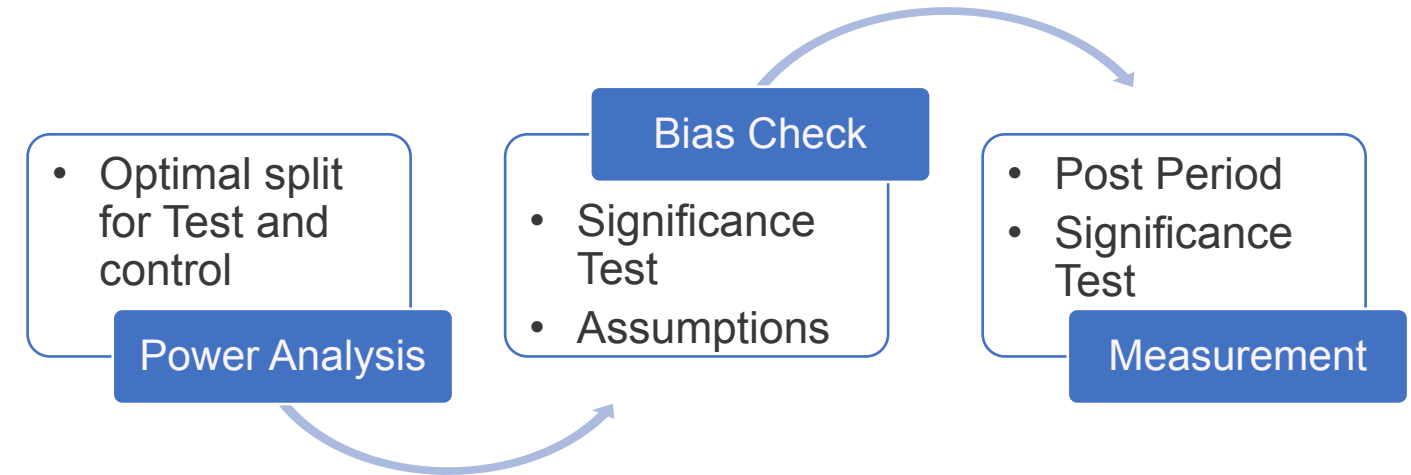 • Optimal split
for Test and
control
Power Analysis
Bias Check
• Significance
Test
• Assumptions
• Post Period
• Significance
Test
Measurement